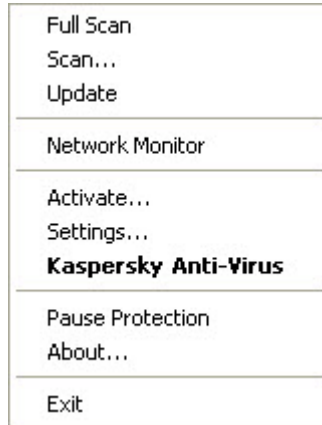 Full Scan
Scan...
Update
Network Monitor
Activate...
Settings...
Kaspersky Anti-Virus
Pause Protection
About...
Exit